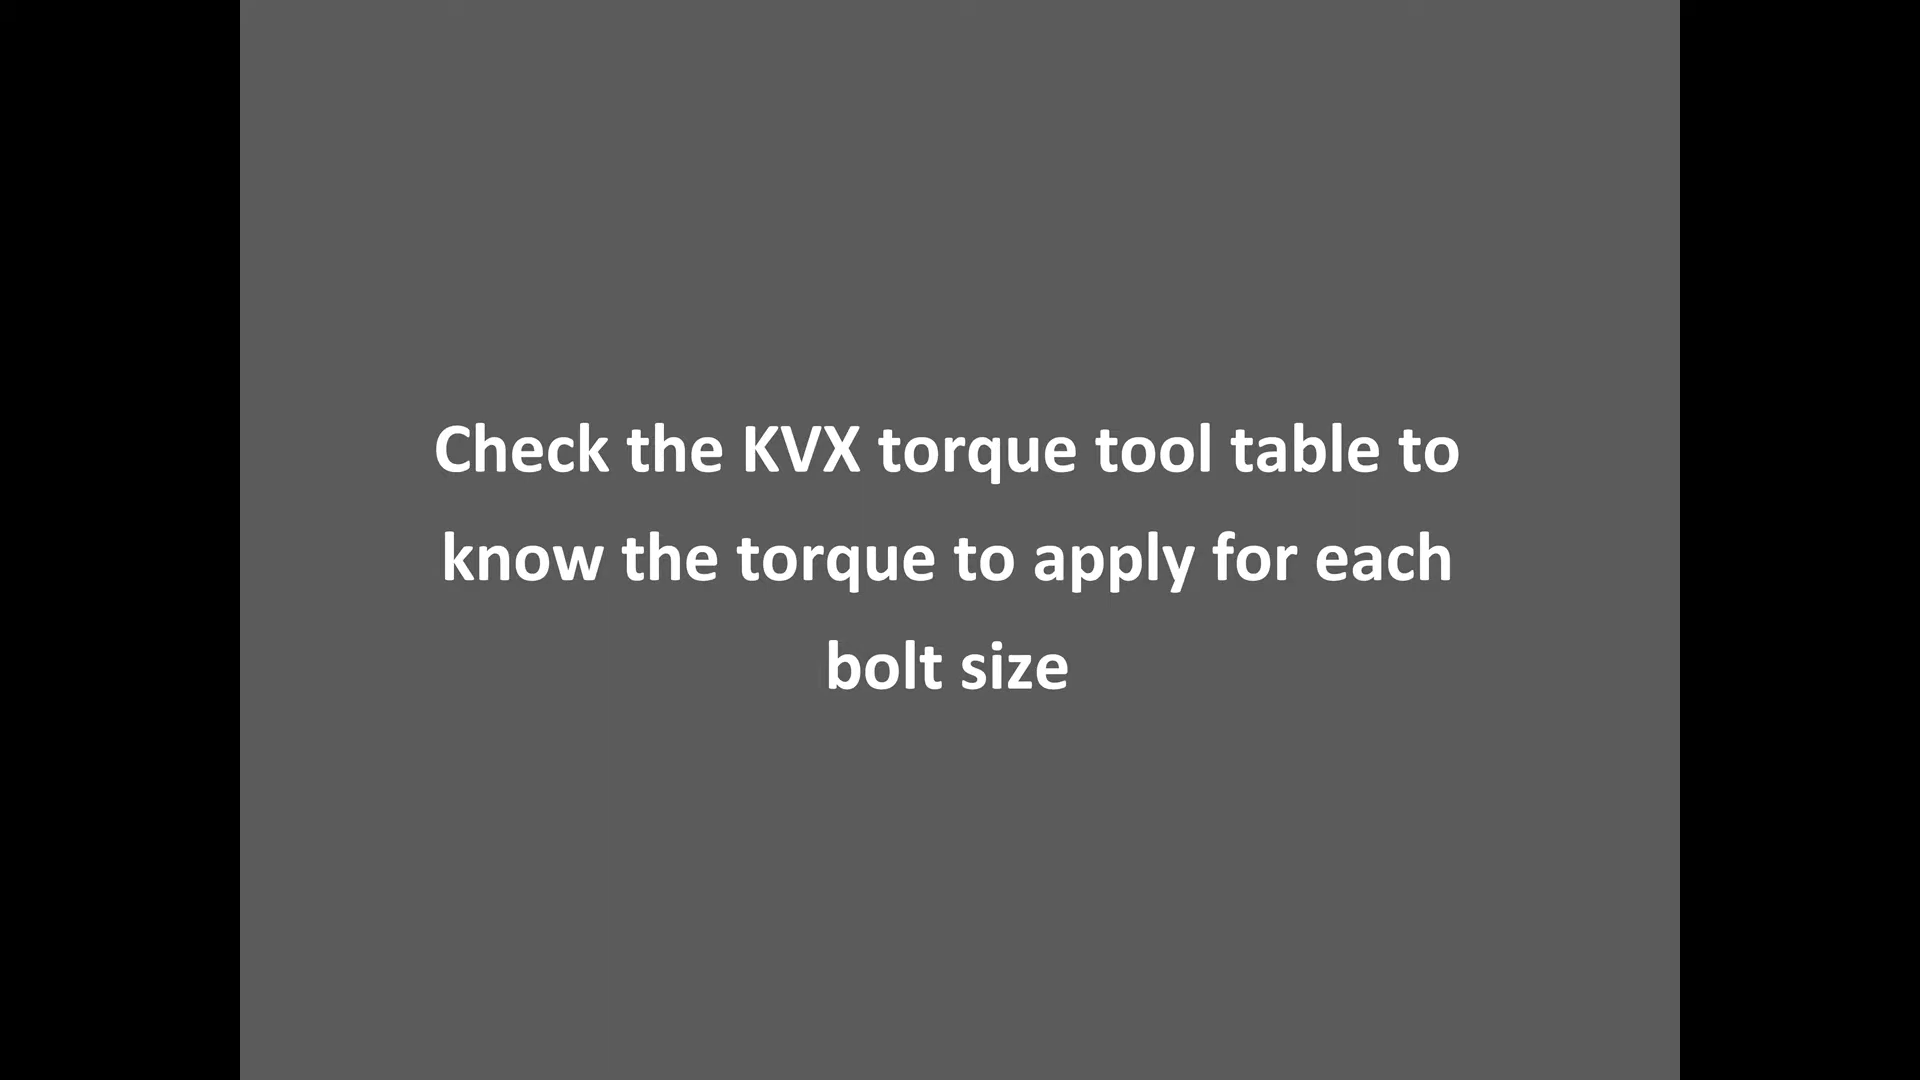 Check the KVX torque tool table to
know the torque to apply for each
bolt size